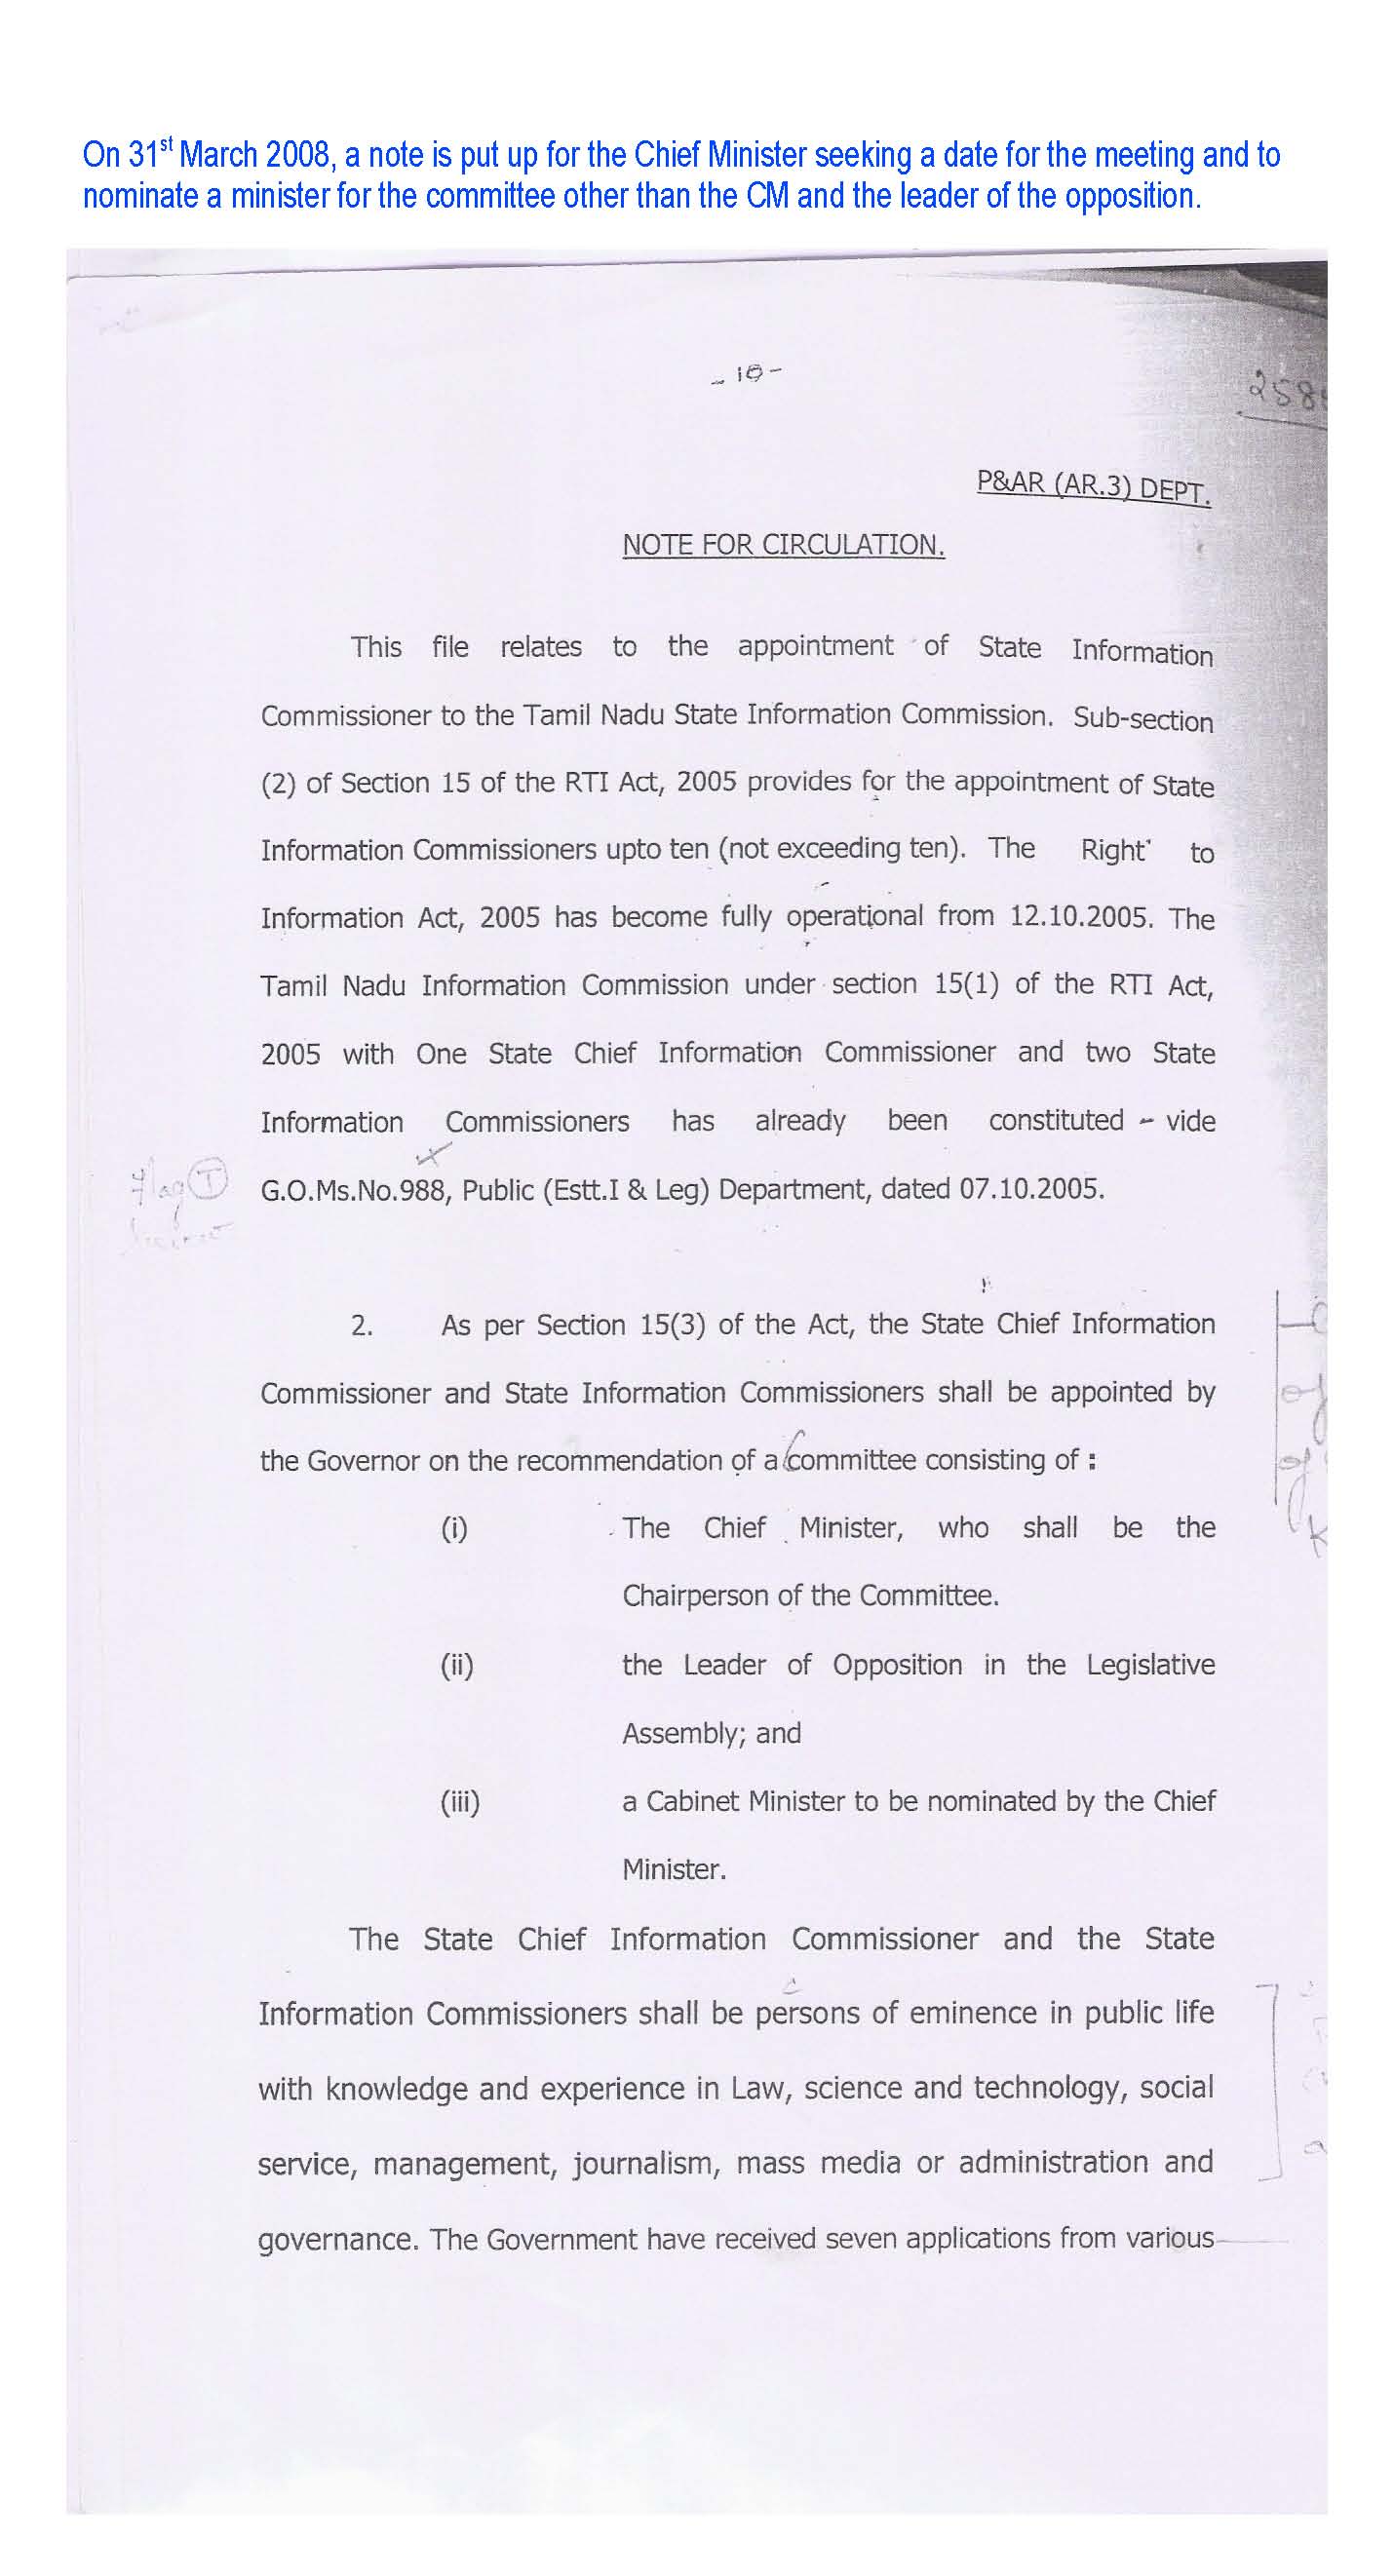 On 31st March 2008, a note is put up for the Chief Minister seeking a date for the meeting and to
nominate a minister for the committee other than the CM and the leader of the opposition.
- 10 -
258
P&AR (AR.3) DEPT.
NOTE FOR CIRCULATION.
This file relates to the appointment of State Information
Commissioner to the Tamil Nadu State Information Commission. Sub-section
(2) of Section 15 of the RTI Act, 2005 provides for the appointment of State
Information Commissioners upto ten (not exceeding ten). The Right to
Information Act, 2005 has become fully operational from 12.10.2005. The
Tamil Nadu Information Commission under section 15(1) of the RTI Act,
2005 with One State Chief Information Commissioner and two State
Information Commissioners has already been constituted - vide
Flag T G.O.Ms.No.988, Public (Estt.I & Leg) Department, dated 07.10.2005.
2. As per Section 15(3) of the Act, the State Chief Information
Commissioner and State Information Commissioners shall be appointed by
the Governor on the recommendation of a committee consisting of :
(i) The Chief Minister, who shall be the
Chairperson of the Committee.
(ii) the Leader of Opposition in the Legislative
Assembly; and
(iii) a Cabinet Minister to be nominated by the Chief
Minister.
The State Chief Information Commissioner and the State
Information Commissioners shall be persons of eminence in public life
with knowledge and experience in Law, science and technology, social
service, management, journalism, mass media or administration and
governance. The Government have received seven applications from various